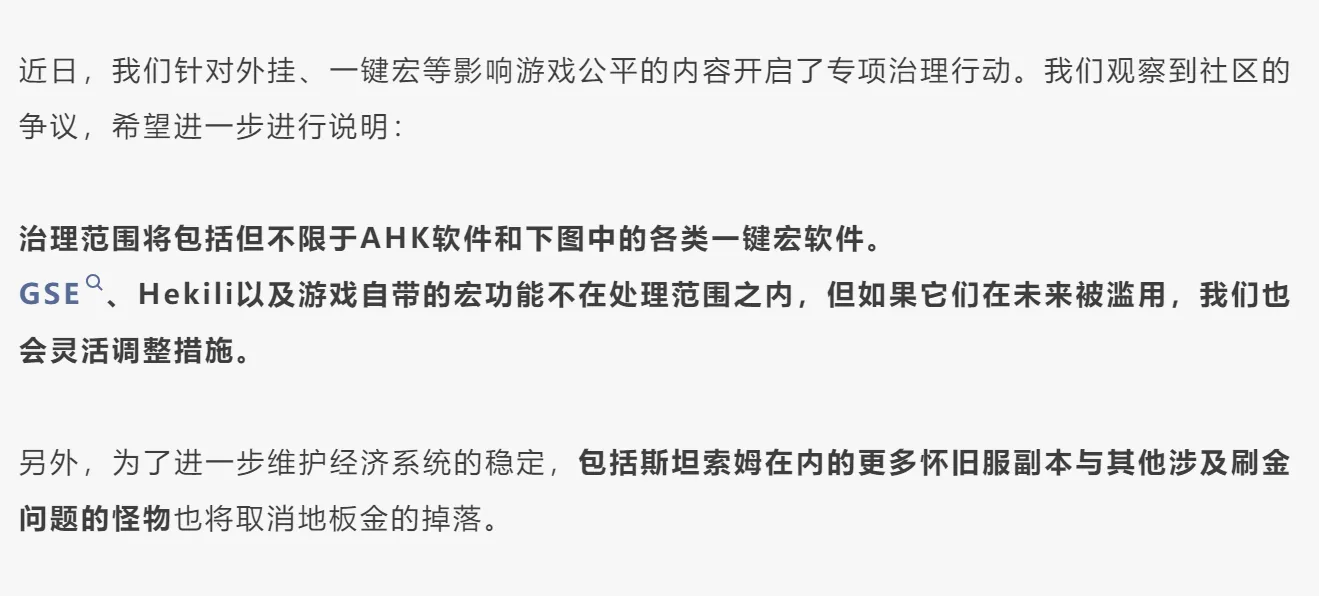 近日，我们针对外挂、一键宏等影响游戏公平的内容开启了专项治理行动。我们观察到社区的
争议，希望进一步进行说明：
治理范围将包括但不限于AHK软件和下图中的各类一键宏软件。
GSE、Hekili以及游戏自带的宏功能不在处理范围之内，但如果它们在未来被滥用，我们也
会灵活调整措施。
另外，为了进一步维护经济系统的稳定，包括斯坦索姆在内的更多怀旧服副本与其他涉及刷金
问题的怪物也将取消地板金的掉落。